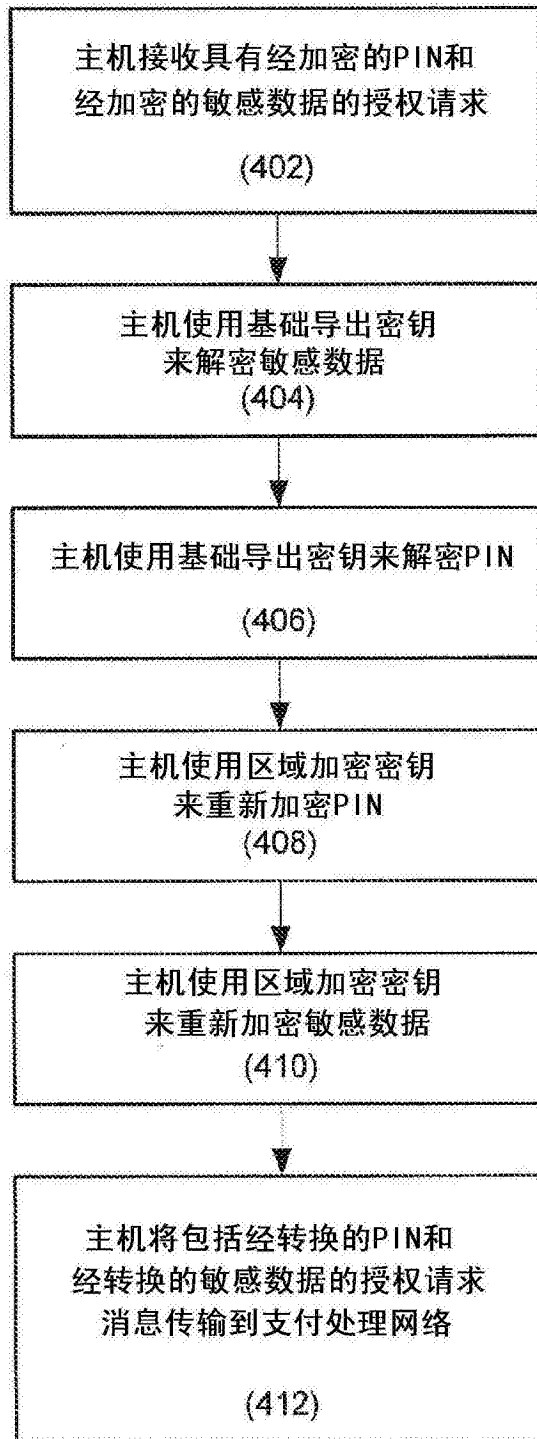 主机接收具有经加密的PIN和
经加密的敏感数据的授权请求
(402)
主机使用基础导出密钥
来解密敏感数据
(404)
主机使用基础导出密钥来解密PIN
(406)
主机使用区域加密密钥
来重新加密PIN
(408)
主机使用区域加密密钥
来重新加密敏感数据
(410)
主机将包括经转换的PIN和
经转换的敏感数据的授权请求
消息传输到支付处理网络
(412)